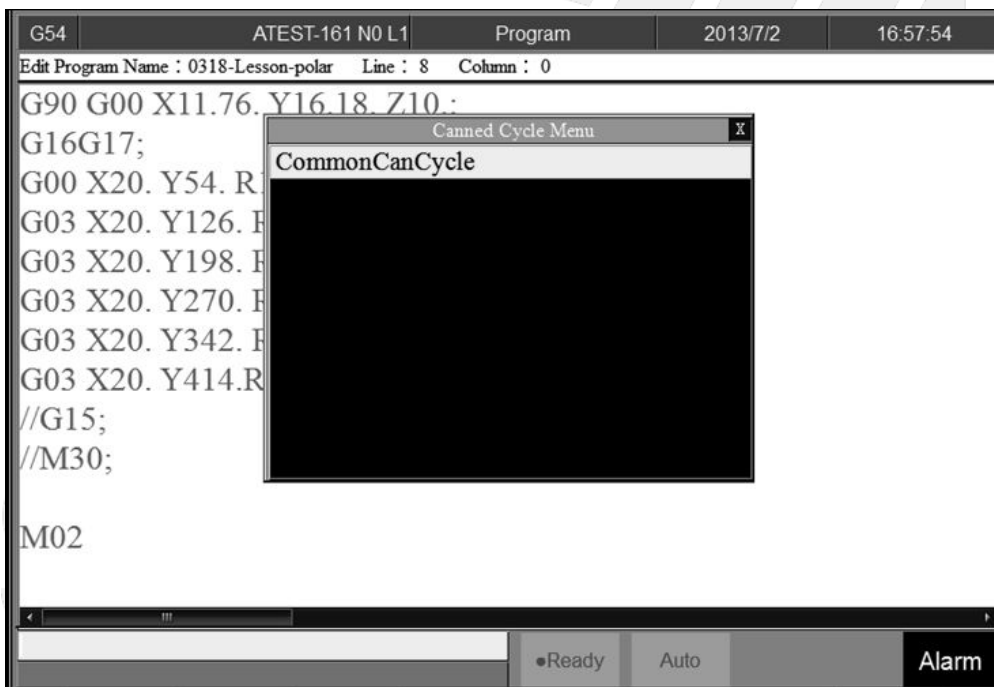 G54 ATEST-161 N0 L1 Program 2013/7/2 16:57:54
Edit Program Name：0318-Lesson-polar Line：8 Column：0
G90 G00 X11.76. Y16.18. Z10.;
Canned Cycle Menu X
G16G17;
CommonCanCycle
G00 X20. Y54.
G03 X20. Y126.
G03 X20. Y198.
G03 X20. Y270.
G03 X20. Y342.
G03 X20. Y414.R
//G15;
//M30;
M02
●Ready Auto Alarm